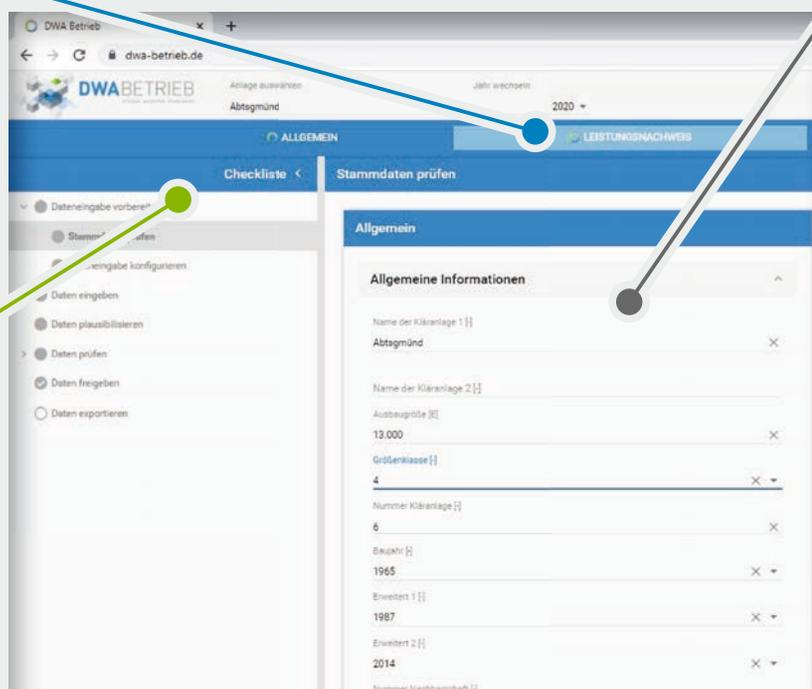 DWA Betrieb
dwa-betrieb.de
DWABETRIEB
Anlage auswählen
Abtsgmünd
Jahr wechseln
2020
ALLGEMEIN
LEISTUNGSNACHWEIS
Checkliste
Stammdaten prüfen
Dateneingabe vorbereiten
konfigurieren
Daten eingeben
Daten plausibilisieren
Daten prüfen
Daten freigeben
Daten exportieren
Allgemein
Allgemeine Informationen
Name der Kläranlage 1 [-]
Abtsgmünd
Name der Kläranlage 2 [-]
Ausbaugröße [E]
13.000
Größenklasse [-]
4
Nummer Kläranlage [-]
6
Baujahr [-]
1965
Erweitert 1 [-]
1987
Erweitert 2 [-]
2014
Nummer Nachbarschaft [-]